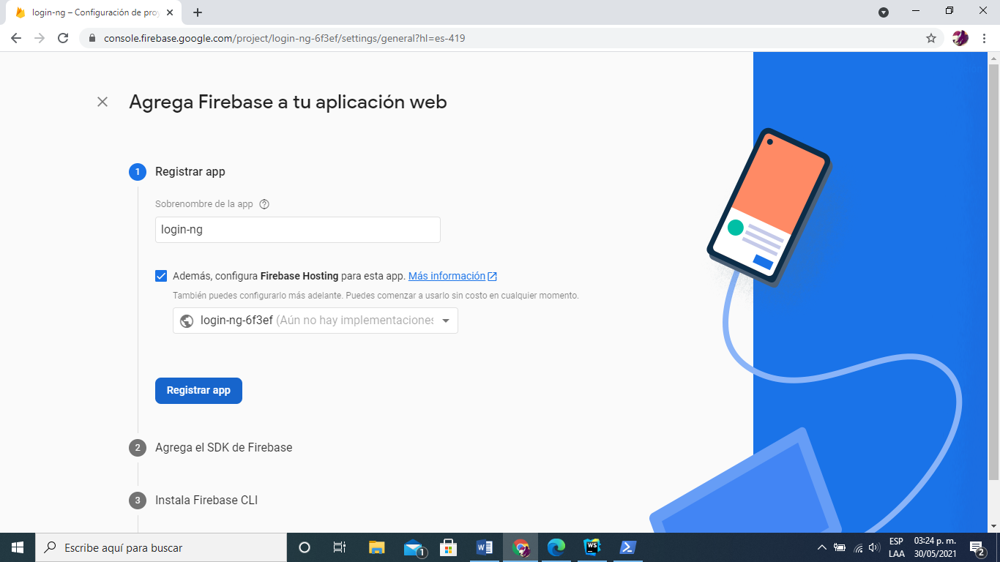 login-ng – Configuración de proy
console.firebase.google.com/project/login-ng-6f3ef/settings/general?hl=es-419
Agrega Firebase a tu aplicación web
1 Registrar app
Sobrenombre de la app
login-ng
Además, configura Firebase Hosting para esta app. Más información
También puedes configurarlo más adelante. Puedes comenzar a usarlo sin costo en cualquier momento.
login-ng-6f3ef (Aún no hay implementaciones
Registrar app
2 Agrega el SDK de Firebase
3 Instala Firebase CLI
Escribe aquí para buscar
1
WS
ESP
LAA
03:24 p. m.
30/05/2021
2